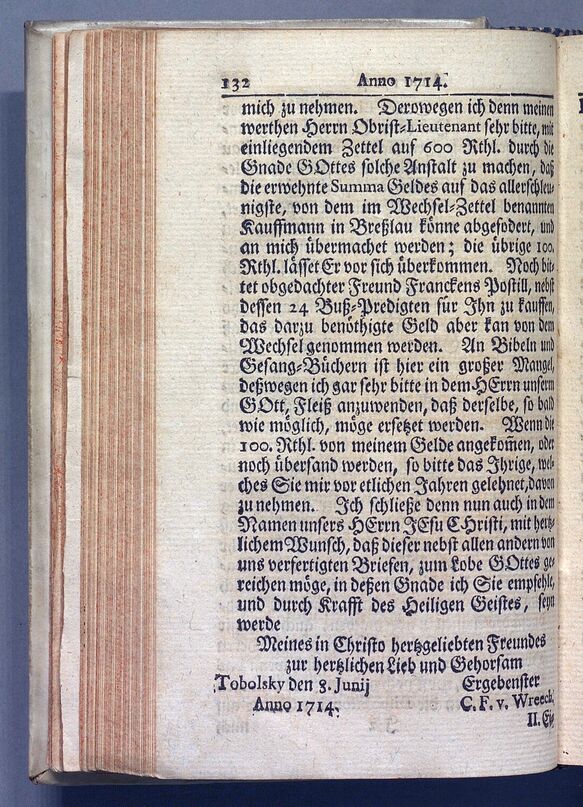 132 Anno 1714.
mich zu nehmen. Derowegen ich denn meinen
werthen Herrn Obrist-Lieutenant sehr bitte, mit
einliegendem Zettel auf 600 Rthl. durch die
Gnade GOttes solche Anstalt zu machen, daß
die erwehnte Summa Geldes auf das allerschleu-
nigste, von dem im Wechsel-Zettel benannten
Kauffmann in Breßlau könne abgefodert, und
an mich übermachet werden; die übrige 100.
Rthl. lässet Er vor sich überkommen. Noch bit-
tet obgedachter Freund Franckens Postill, nebst
dessen 24 Buß-Predigten für Ihn zu kauffen,
das darzu benöthigte Geld aber kan von dem
Wechsel genommen werden. An Bibeln und
Gesang-Büchern ist hier ein großer Mangel,
deßwegen ich gar sehr bitte in dem HErrn unserm
GOtt, Fleiß anzuwenden, daß derselbe, so bald
wie möglich, möge ersetzet werden. Wenn die
100. Rthl. von meinem Gelde angekom̃en, oder
noch übersand werden, so bitte das Ihrige, wel-
ches Sie mir vor etlichen Jahren gelehnet, davon
zu nehmen. Ich schließe denn nun auch in dem
Namen unsers HErrn JEsu CHristi, mit hertz-
lichem Wunsch, daß dieser nebst allen andern von
uns verfertigten Briefen, zum Lobe GOttes ge-
reichen möge, in deßen Gnade ich Sie empfehle,
und durch Krafft des Heiligen Geistes, seyn
werde
Meines in Christo hertzgeliebten Freundes
zur hertzlichen Lieb und Gehorsam
Tobolsky den 8. Junij Ergebenster
Anno 1714. C. F. v. Wreech.
II. Ein